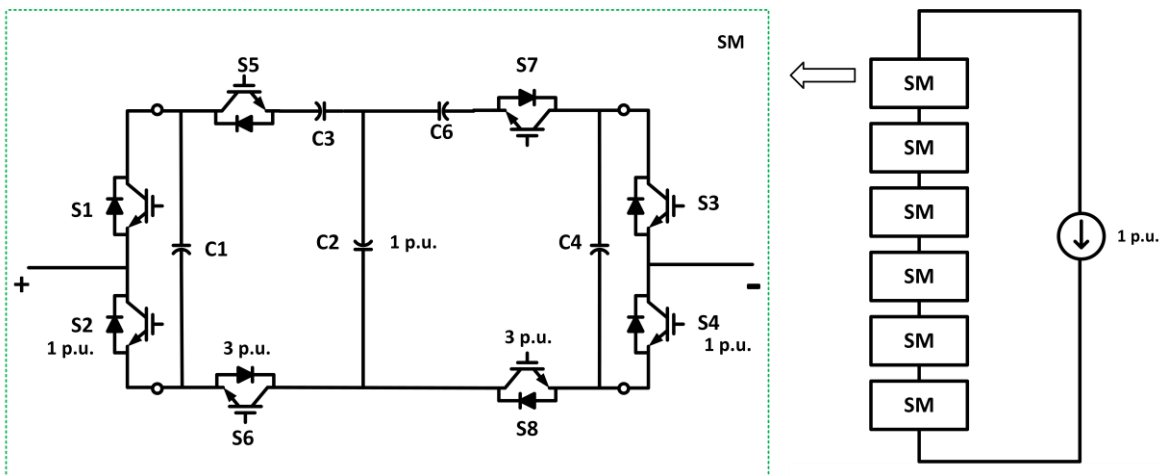 SM
S5
S7
C3
C6
S1
S3
C1
C2
1 p.u.
C4
+
-
S2
1 p.u.
S4
1 p.u.
3 p.u.
3 p.u.
S6
S8
SM
SM
SM
SM
SM
SM
1 p.u.